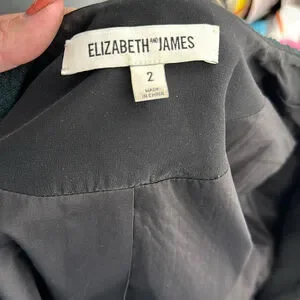 ELIZABETH AND JAMES
2
MADE
IN CHINA